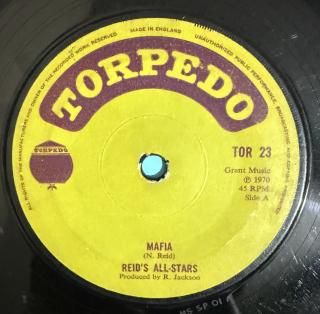 ALL RIGHTS OF THE MANUFACTURER AND OF THE OWNER OF THE RECORDED WORK RESERVED
MADE IN ENGLAND
UNAUTHORISED PUBLIC PERFORMANCE, BROADCASTING AND COPYING
TORPEDO
TORPEDO
TOR 23
Grant Music
℗ 1970
45 RPM
Side A
MAFIA
(N. Reid)
REID'S ALL-STARS
Produced by R. Jackson